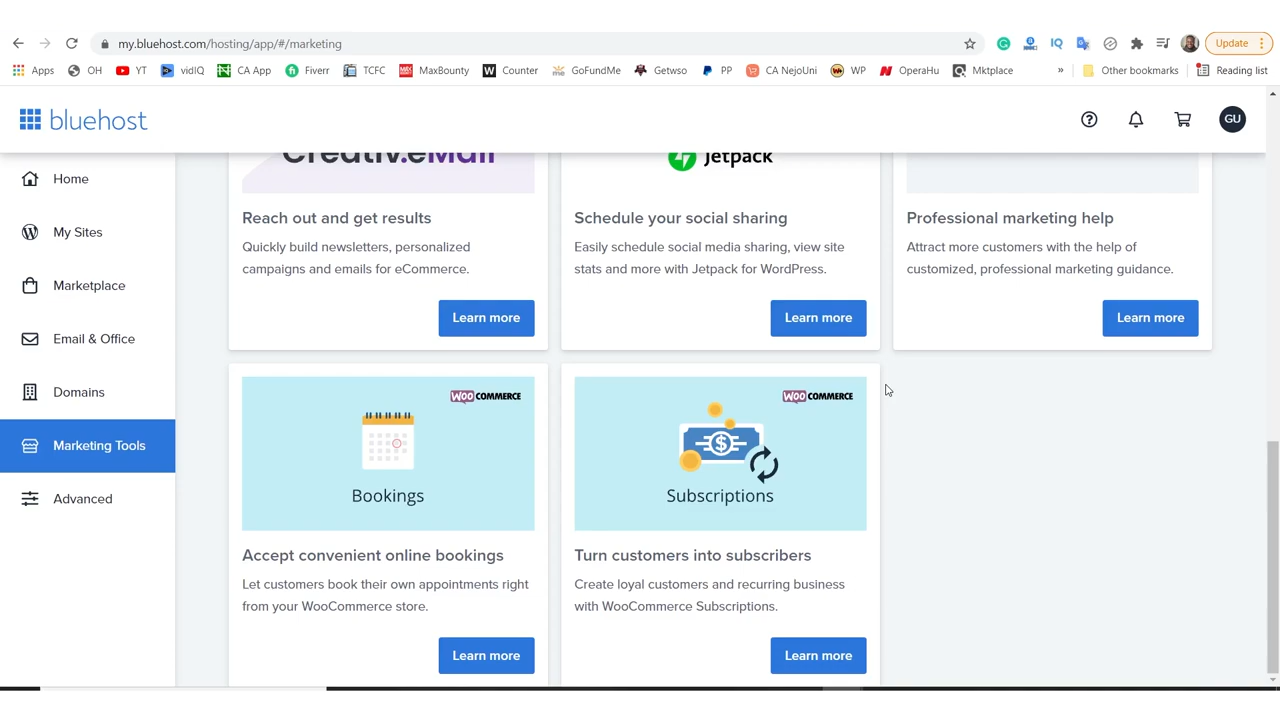 my.bluehost.com/hosting/app/#/marketing
Update
Apps
OH
YT
vidIQ
CA App
Fiverr
TCFC
MaxBounty
Counter
GoFundMe
Getwso
PP
CA NejoUni
WP
OperaHu
Mktplace
»
Other bookmarks
Reading list
bluehost
GU
Home
My Sites
Marketplace
Email & Office
Domains
Marketing Tools
Advanced
Creativ.eMail
Jetpack
Reach out and get results
Quickly build newsletters, personalized
campaigns and emails for eCommerce.
Learn more
Schedule your social sharing
Easily schedule social media sharing, view site
stats and more with Jetpack for WordPress.
Learn more
Professional marketing help
Attract more customers with the help of
customized, professional marketing guidance.
Learn more
WOO COMMERCE
Bookings
Accept convenient online bookings
Let customers book their own appointments right
from your WooCommerce store.
Learn more
WOO COMMERCE
Subscriptions
Turn customers into subscribers
Create loyal customers and recurring business
with WooCommerce Subscriptions.
Learn more